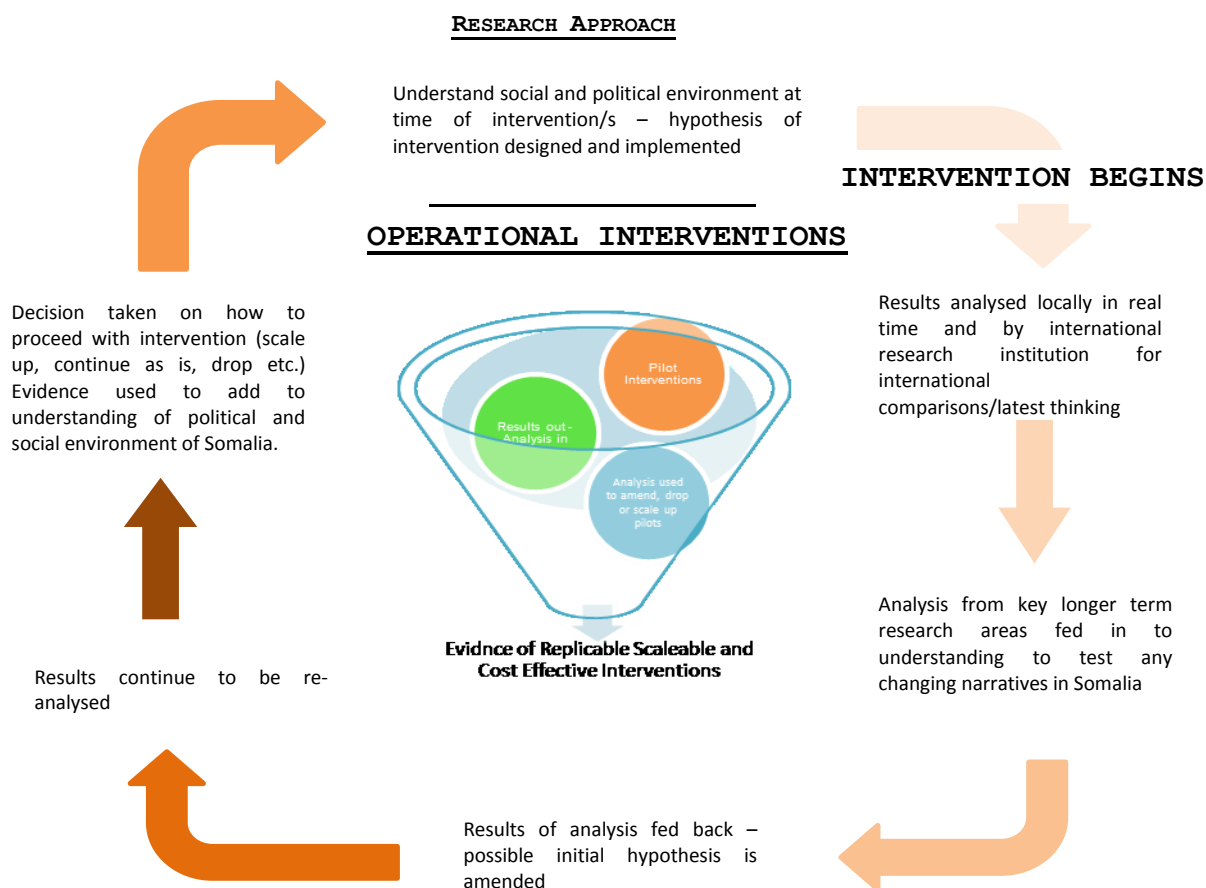 RESEARCH APPROACH
Understand social and political environment at
time of intervention/s – hypothesis of
intervention designed and implemented
INTERVENTION BEGINS
OPERATIONAL INTERVENTIONS
Results analysed locally in real
time and by international
research institution for
international
comparisons/latest thinking
Analysis from key longer term
research areas fed in to
understanding to test any
changing narratives in Somalia
Results of analysis fed back –
possible initial hypothesis is
amended
Results continue to be re-
analysed
Decision taken on how to
proceed with intervention (scale
up, continue as is, drop etc.)
Evidence used to add to
understanding of political and
social environment of Somalia.
Pilot
Interventions
Results out-
Analysis in
Analysis used
to amend, drop
or scale up
pilots
Evidnce of Replicable Scaleable and
Cost Effective Interventions